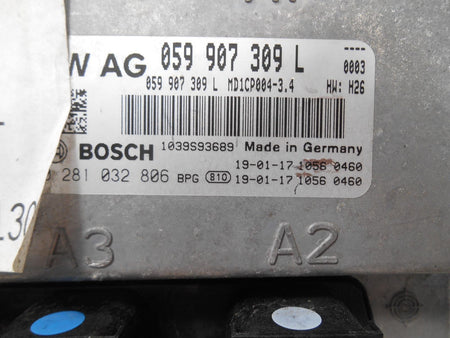 W AG 059 907 309 L 0003
059 907 309 L MD1CP004-3.4 HW: H26
1039S93689 Made in Germany
BOSCH 19-01-17 1056 0460
281 032 806 BPG 810 19-01-17 1056 0460
A3 A2